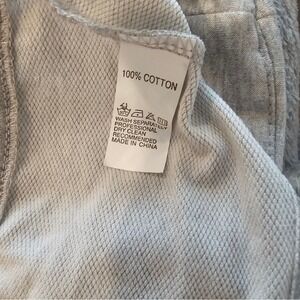 100% COTTON
WASH SEPARATELY
PROFESSIONAL
DRY CLEAN
RECOMMENDED
MADE IN CHINA